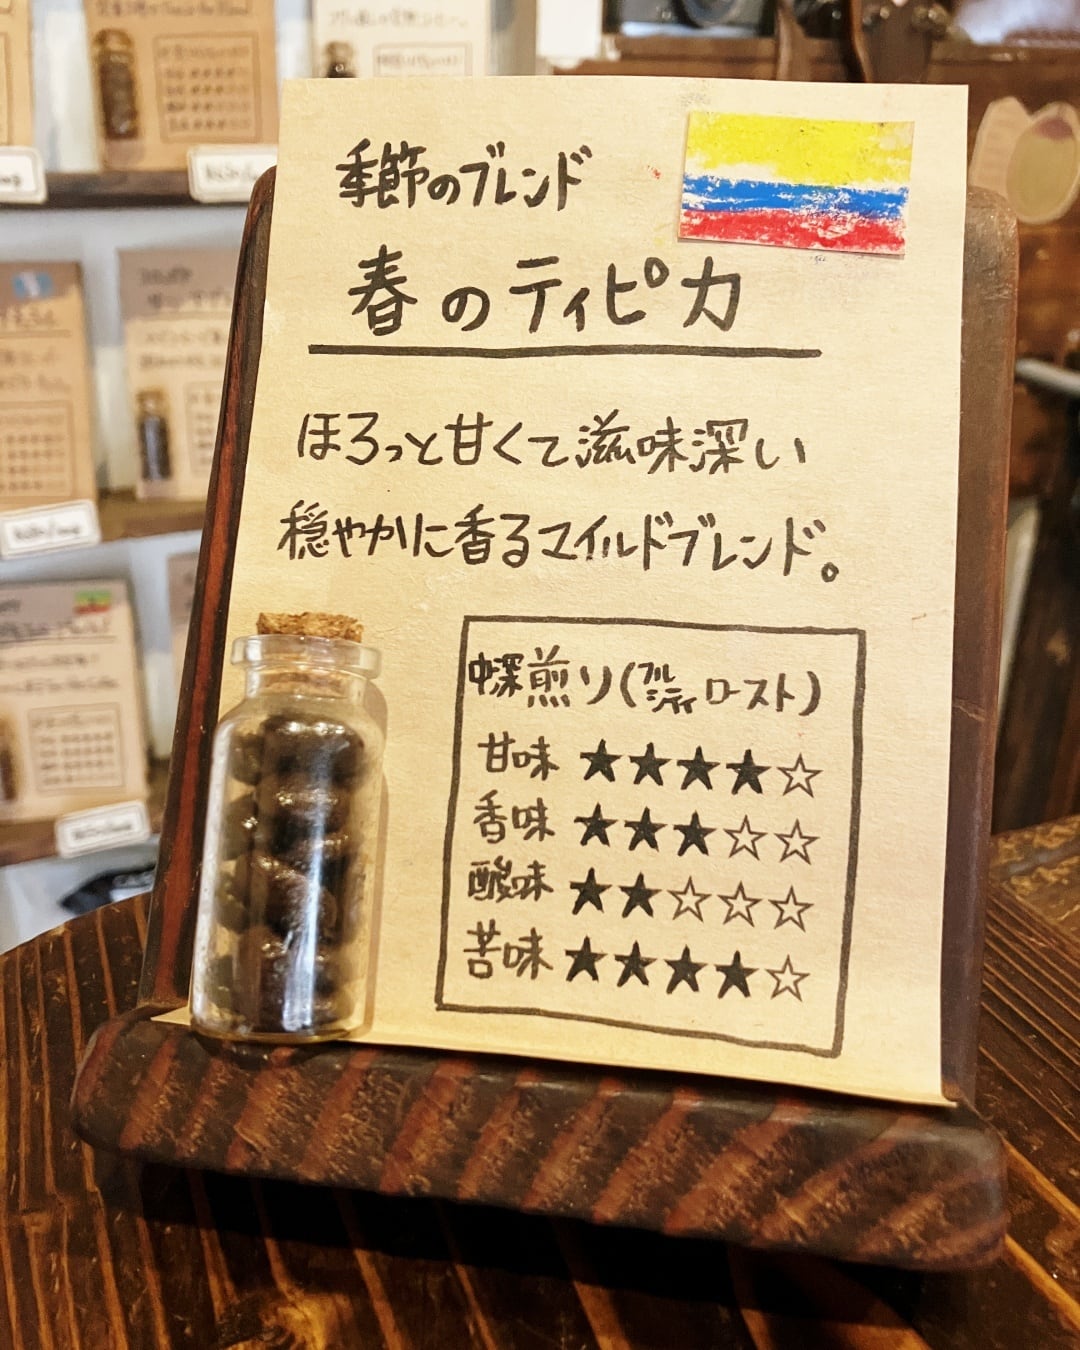 季節のブレンド
春のティピカ
ほろっと甘くて滋味深い
穏やかに香るマイルドブレンド。
中深煎り(フルシティロースト)
甘味 ★★★★☆
香味 ★★★☆☆
酸味 ★★☆☆☆
苦味 ★★★★☆